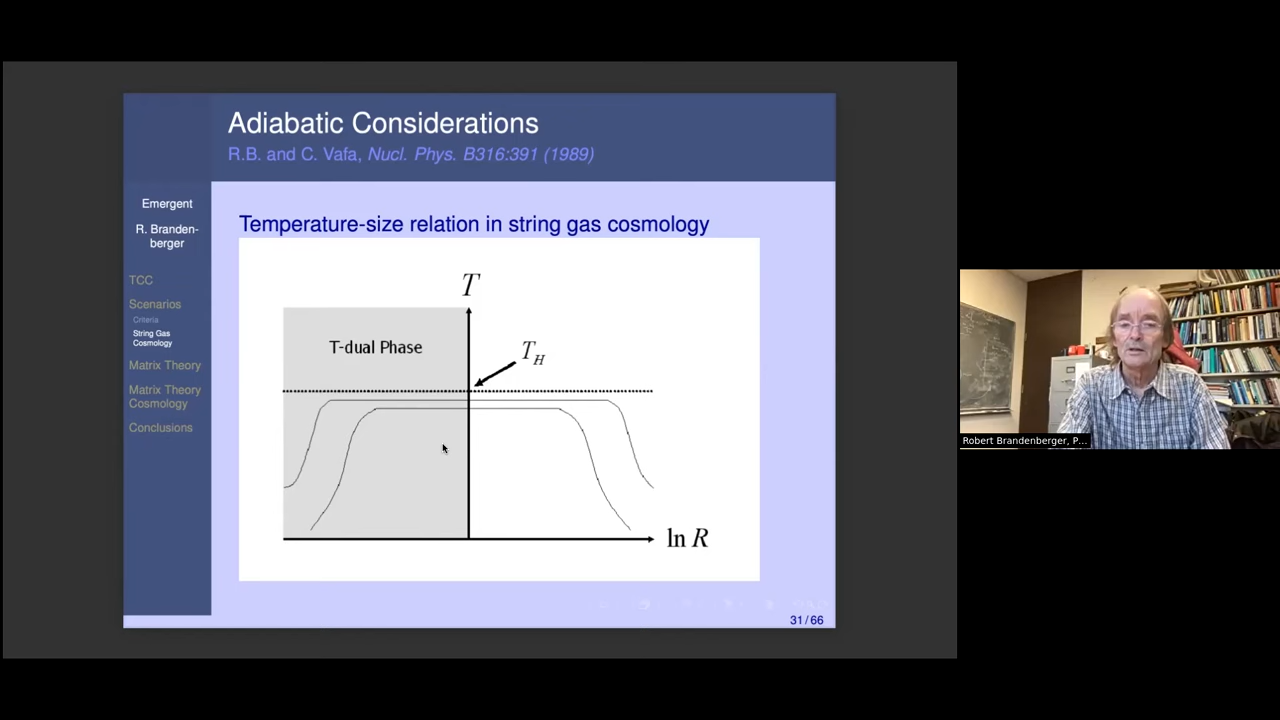 Adiabatic Considerations
R.B. and C. Vafa, Nucl. Phys. B316:391 (1989)
Emergent
R. Branden-
berger
TCC
Scenarios
Criteria
String Gas
Cosmology
Matrix Theory
Matrix Theory
Cosmology
Conclusions
Temperature-size relation in string gas cosmology
T
T-dual Phase
T_H
ln R
31 / 66
Robert Brandenberger, P...